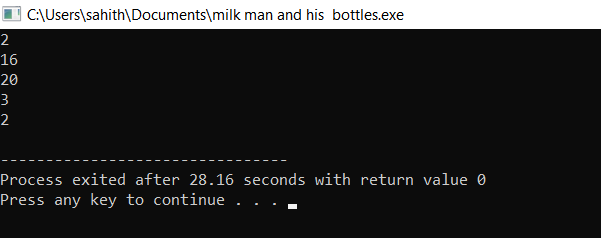 C:\Users\sahith\Documents\milk man and his  bottles.exe
2
16
20
3
2
--------------------------------
Process exited after 28.16 seconds with return value 0
Press any key to continue . . .